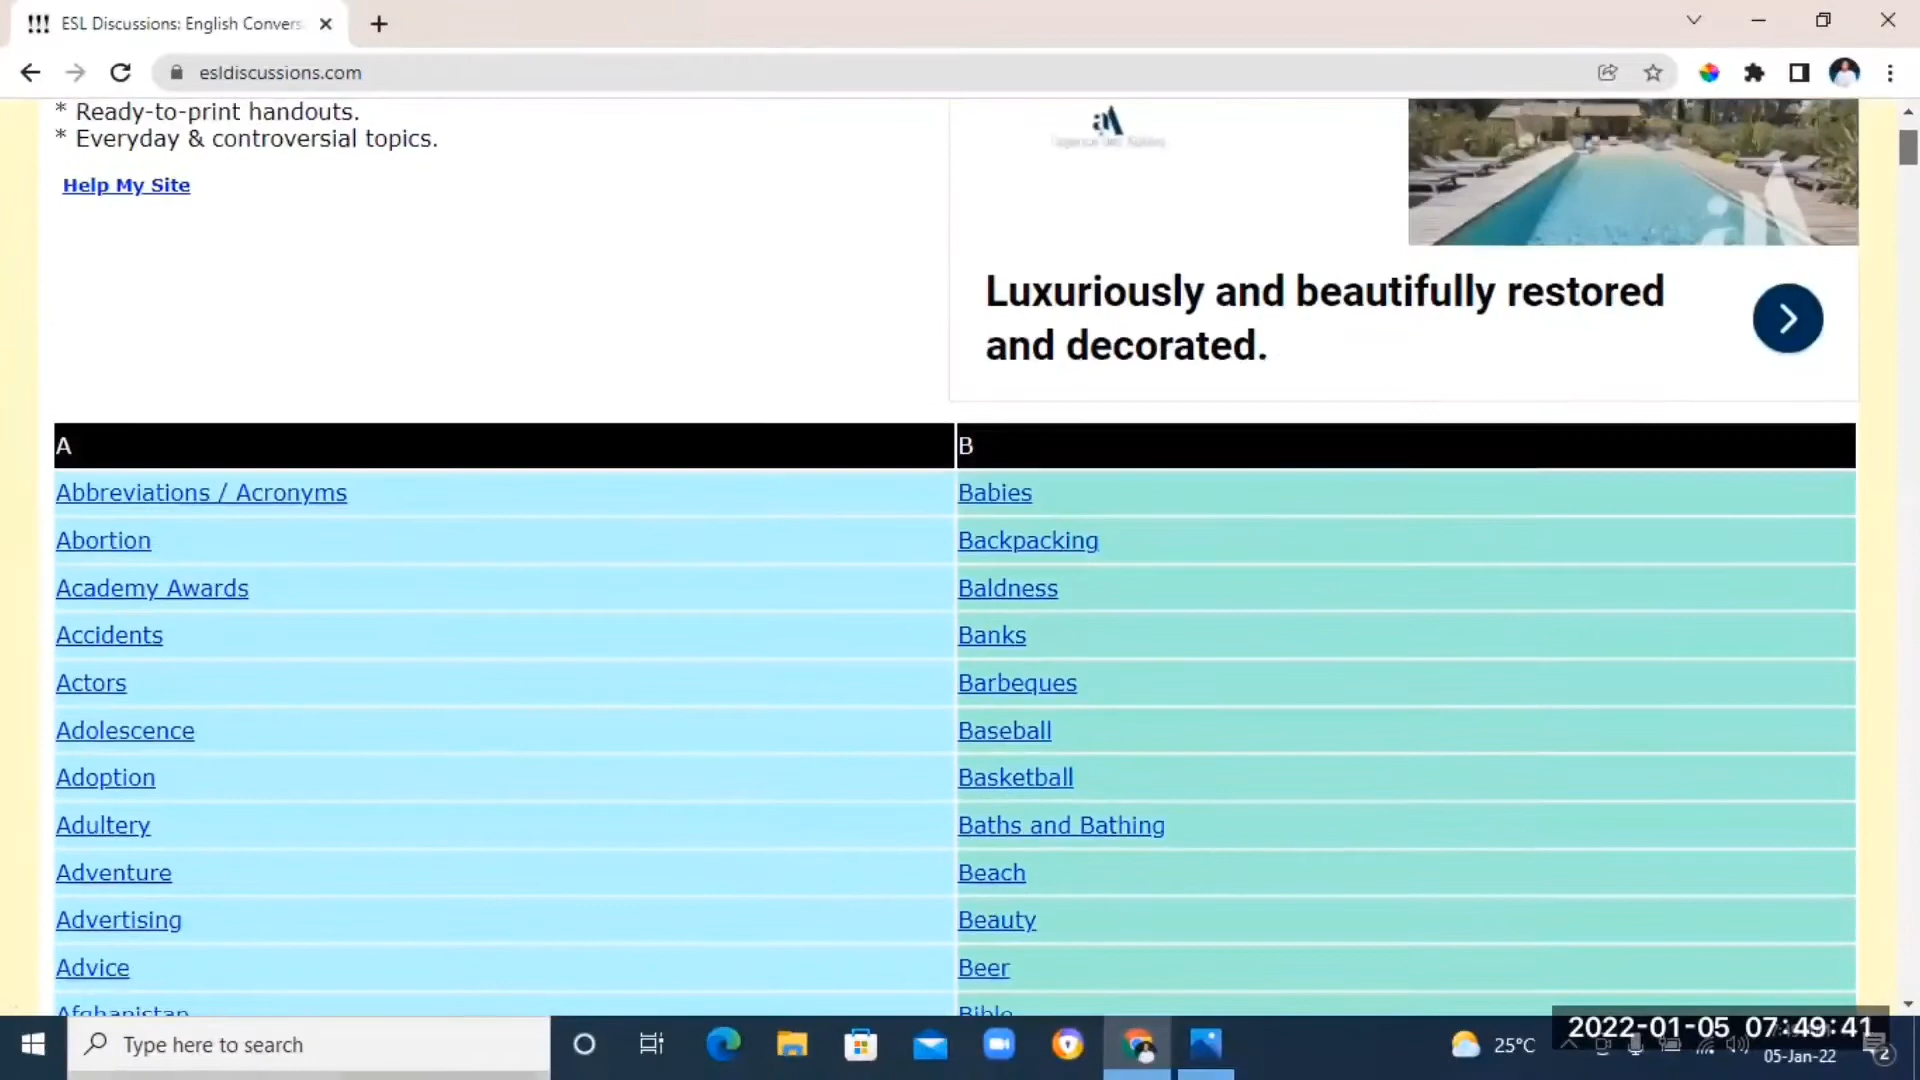 ESL Discussions: English Convers
esldiscussions.com
* Ready-to-print handouts.
* Everyday & controversial topics.
Help My Site
Luxuriously and beautifully restored
and decorated.
A
B
Abbreviations / Acronyms
Babies
Abortion
Backpacking
Academy Awards
Baldness
Accidents
Banks
Actors
Barbeques
Adolescence
Baseball
Adoption
Basketball
Adultery
Baths and Bathing
Adventure
Beach
Advertising
Beauty
Advice
Beer
Afghanistan
Bible
Type here to search
25°C
2022-01-05 07:49:41
05-Jan-22
2